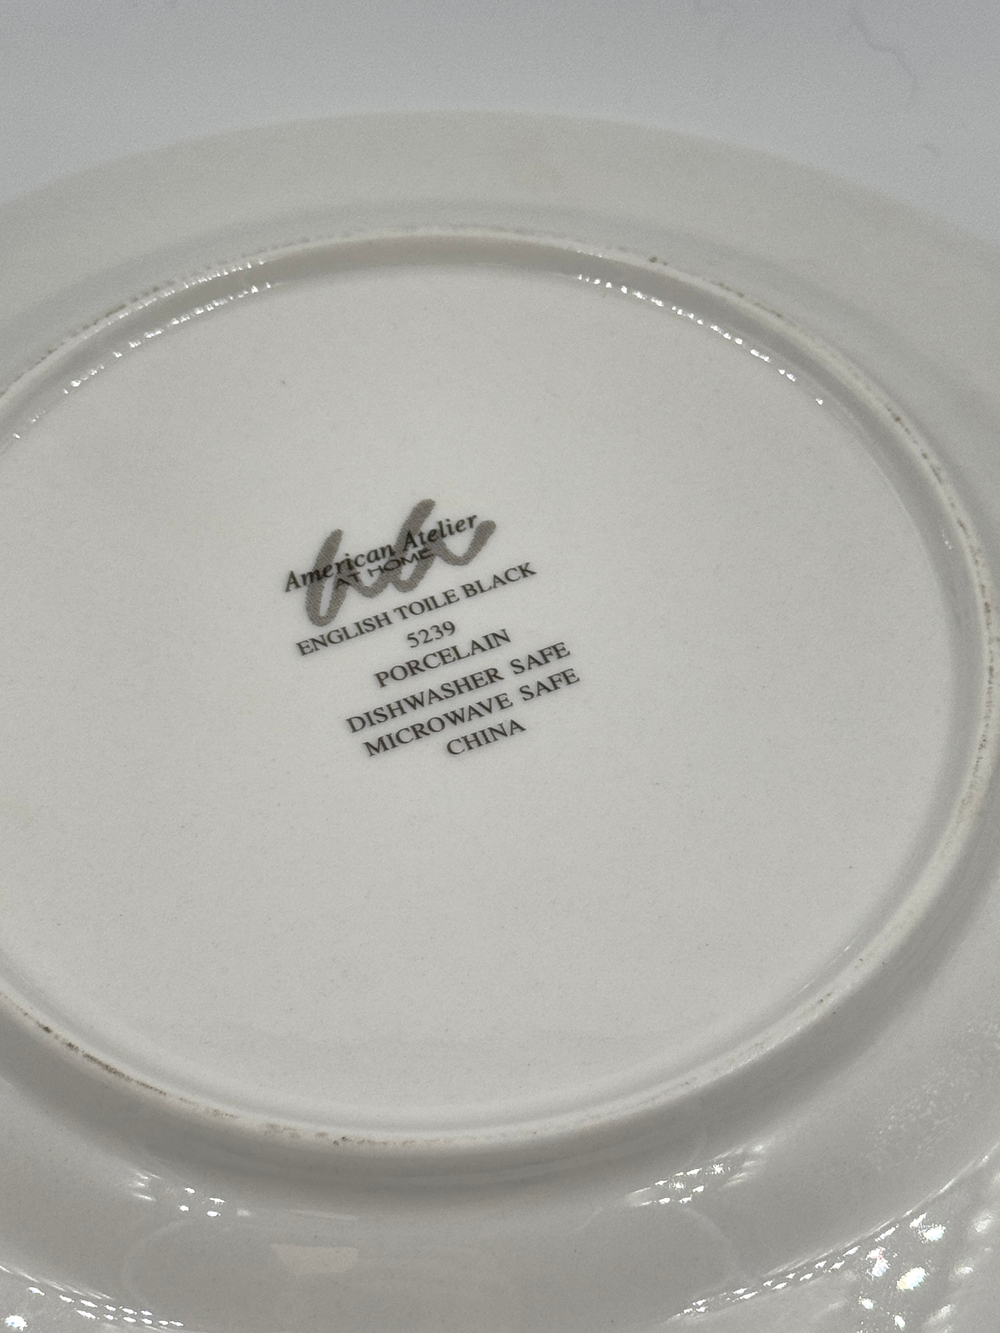 American Atelier
AT HOME
ENGLISH TOILE BLACK
5239
PORCELAIN
DISHWASHER SAFE
MICROWAVE SAFE
CHINA